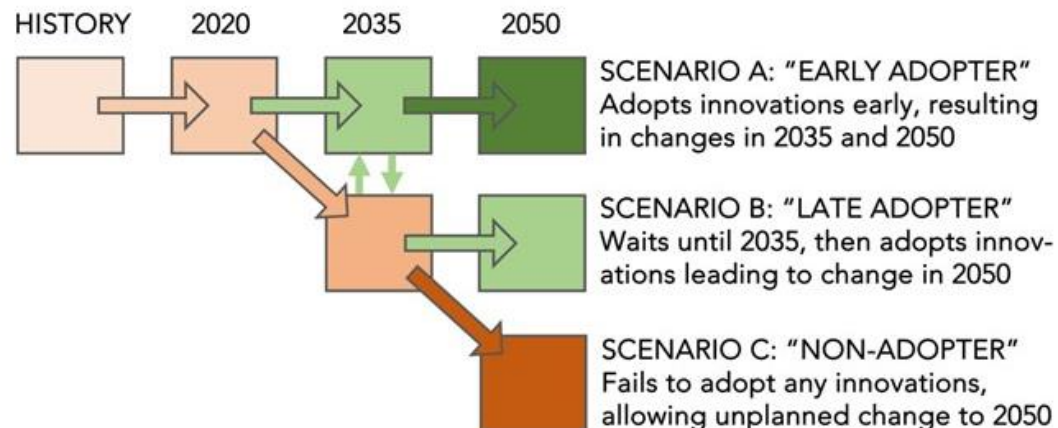 HISTORY 2020 2035 2050
SCENARIO A: "EARLY ADOPTER"
Adopts innovations early, resulting
in changes in 2035 and 2050
SCENARIO B: "LATE ADOPTER"
Waits until 2035, then adopts innov-
ations leading to change in 2050
SCENARIO C: "NON-ADOPTER"
Fails to adopt any innovations,
allowing unplanned change to 2050